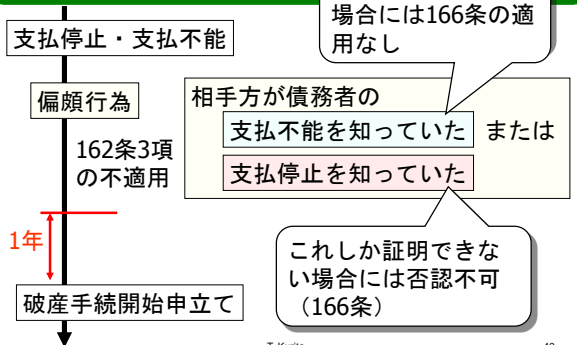 場合には166条の適
用なし
支払停止・支払不能
偏頗行為
相手方が債務者の
支払不能を知っていた または
支払停止を知っていた
162条3項
の不適用
1年
これしか証明できな
い場合には否認不可
（166条）
破産手続開始申立て